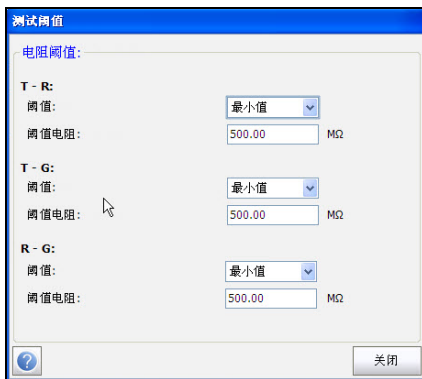 测试阈值
电阻阈值:
T - R:
阈值: 最小值
阈值电阻: 500.00 MΩ
T - G:
阈值: 最小值
阈值电阻: 500.00 MΩ
R - G:
阈值: 最小值
阈值电阻: 500.00 MΩ
? 关闭